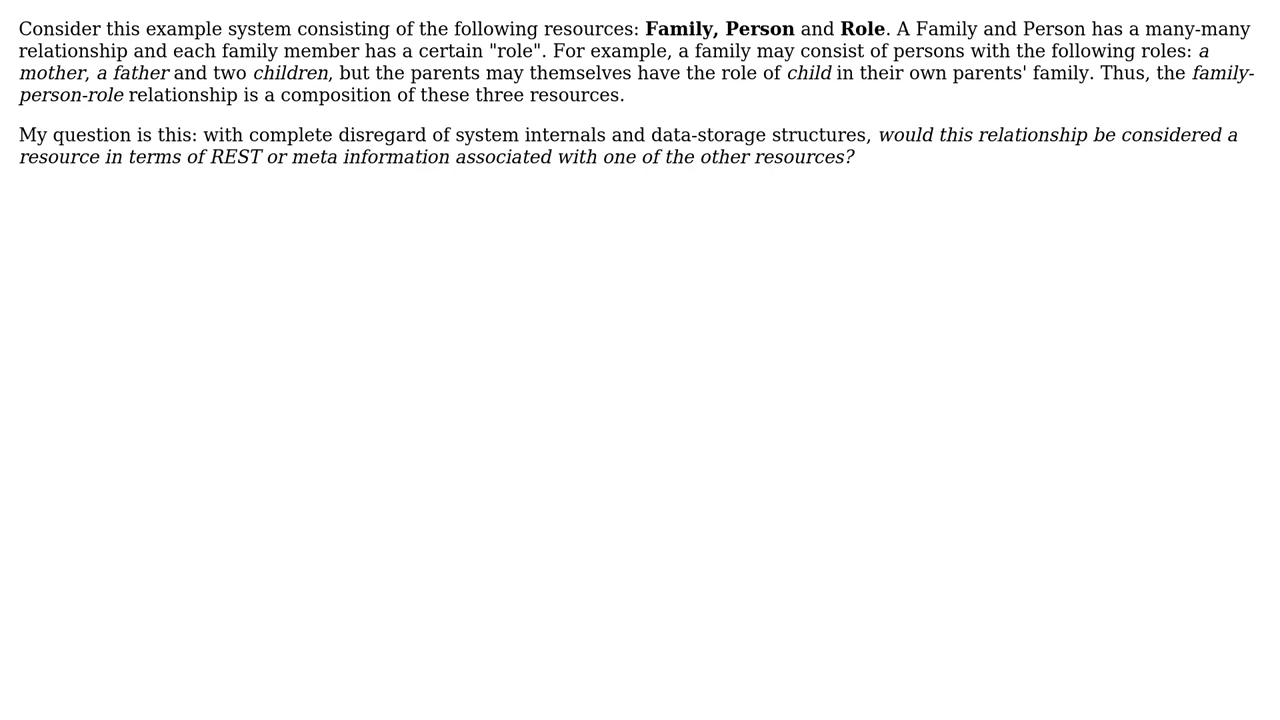 Consider this example system consisting of the following resources: Family, Person and Role. A Family and Person has a many-many
relationship and each family member has a certain "role". For example, a family may consist of persons with the following roles: a
mother, a father and two children, but the parents may themselves have the role of child in their own parents' family. Thus, the family-
person-role relationship is a composition of these three resources.
My question is this: with complete disregard of system internals and data-storage structures, would this relationship be considered a
resource in terms of REST or meta information associated with one of the other resources?